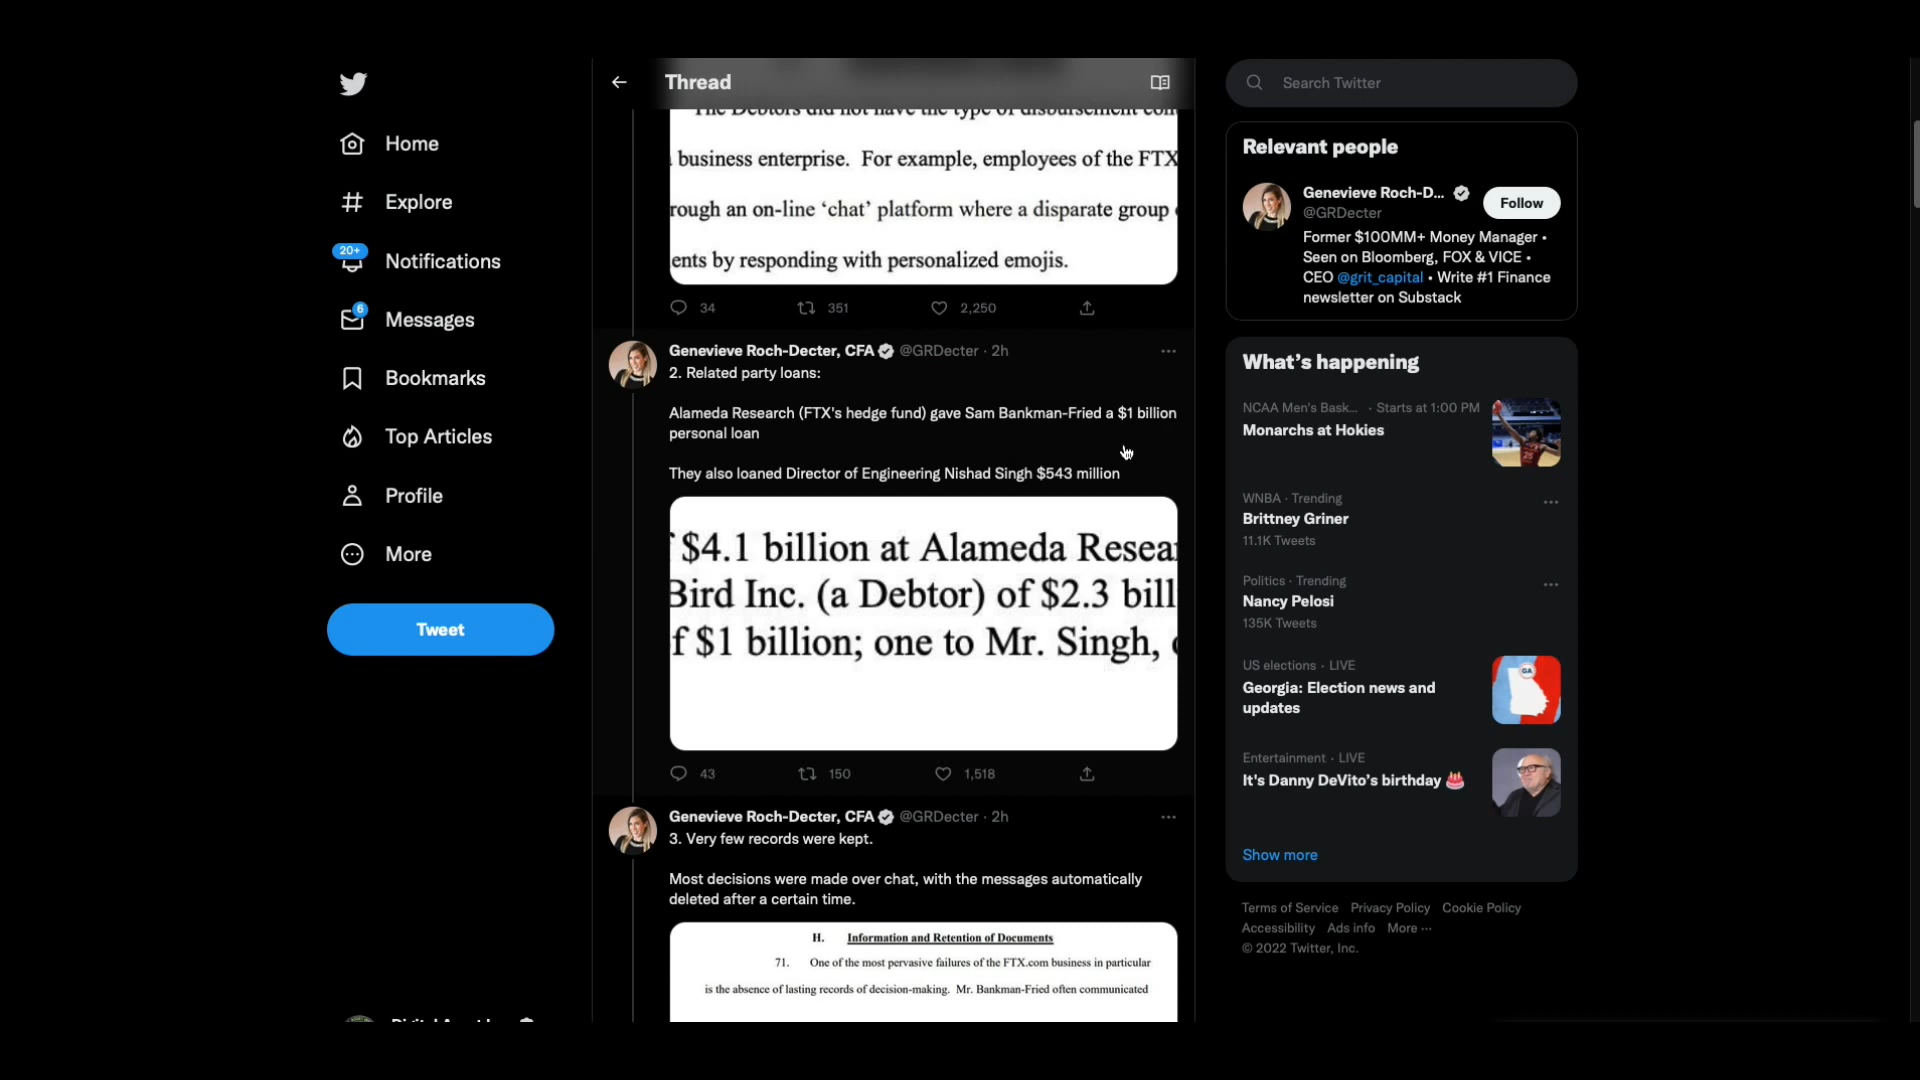 Home
Explore
20+
Notifications
6
Messages
Bookmarks
Top Articles
Profile
More
Tweet
Thread
The Debtors did not have the type of disbursement
business enterprise. For example, employees of the FTX
rough an on-line ‘chat’ platform where a disparate group
ents by responding with personalized emojis.
34 351 2,250
Genevieve Roch-Decter, CFA @GRDecter · 2h
2. Related party loans:
Alameda Research (FTX's hedge fund) gave Sam Bankman-Fried a $1 billion
personal loan
They also loaned Director of Engineering Nishad Singh $543 million
$4.1 billion at Alameda Resear
Bird Inc. (a Debtor) of $2.3 bill
f $1 billion; one to Mr. Singh,
43 150 1,518
Genevieve Roch-Decter, CFA @GRDecter · 2h
3. Very few records were kept.
Most decisions were made over chat, with the messages automatically
deleted after a certain time.
H. Information and Retention of Documents
71. One of the most pervasive failures of the FTX.com business in particular
is the absence of lasting records of decision-making. Mr. Bankman-Fried often communicated
Search Twitter
Relevant people
Genevieve Roch-D...
@GRDecter
Follow
Former $100MM+ Money Manager •
Seen on Bloomberg, FOX & VICE •
CEO @grit_capital • Write #1 Finance
newsletter on Substack
What’s happening
NCAA Men's Bask... · Starts at 1:00 PM
Monarchs at Hokies
WNBA · Trending
Brittney Griner
11.1K Tweets
Politics · Trending
Nancy Pelosi
135K Tweets
US elections · LIVE
Georgia: Election news and
updates
GA
Entertainment · LIVE
It's Danny DeVito’s birthday 🎂
Show more
Terms of Service Privacy Policy Cookie Policy
Accessibility Ads info More ···
© 2022 Twitter, Inc.